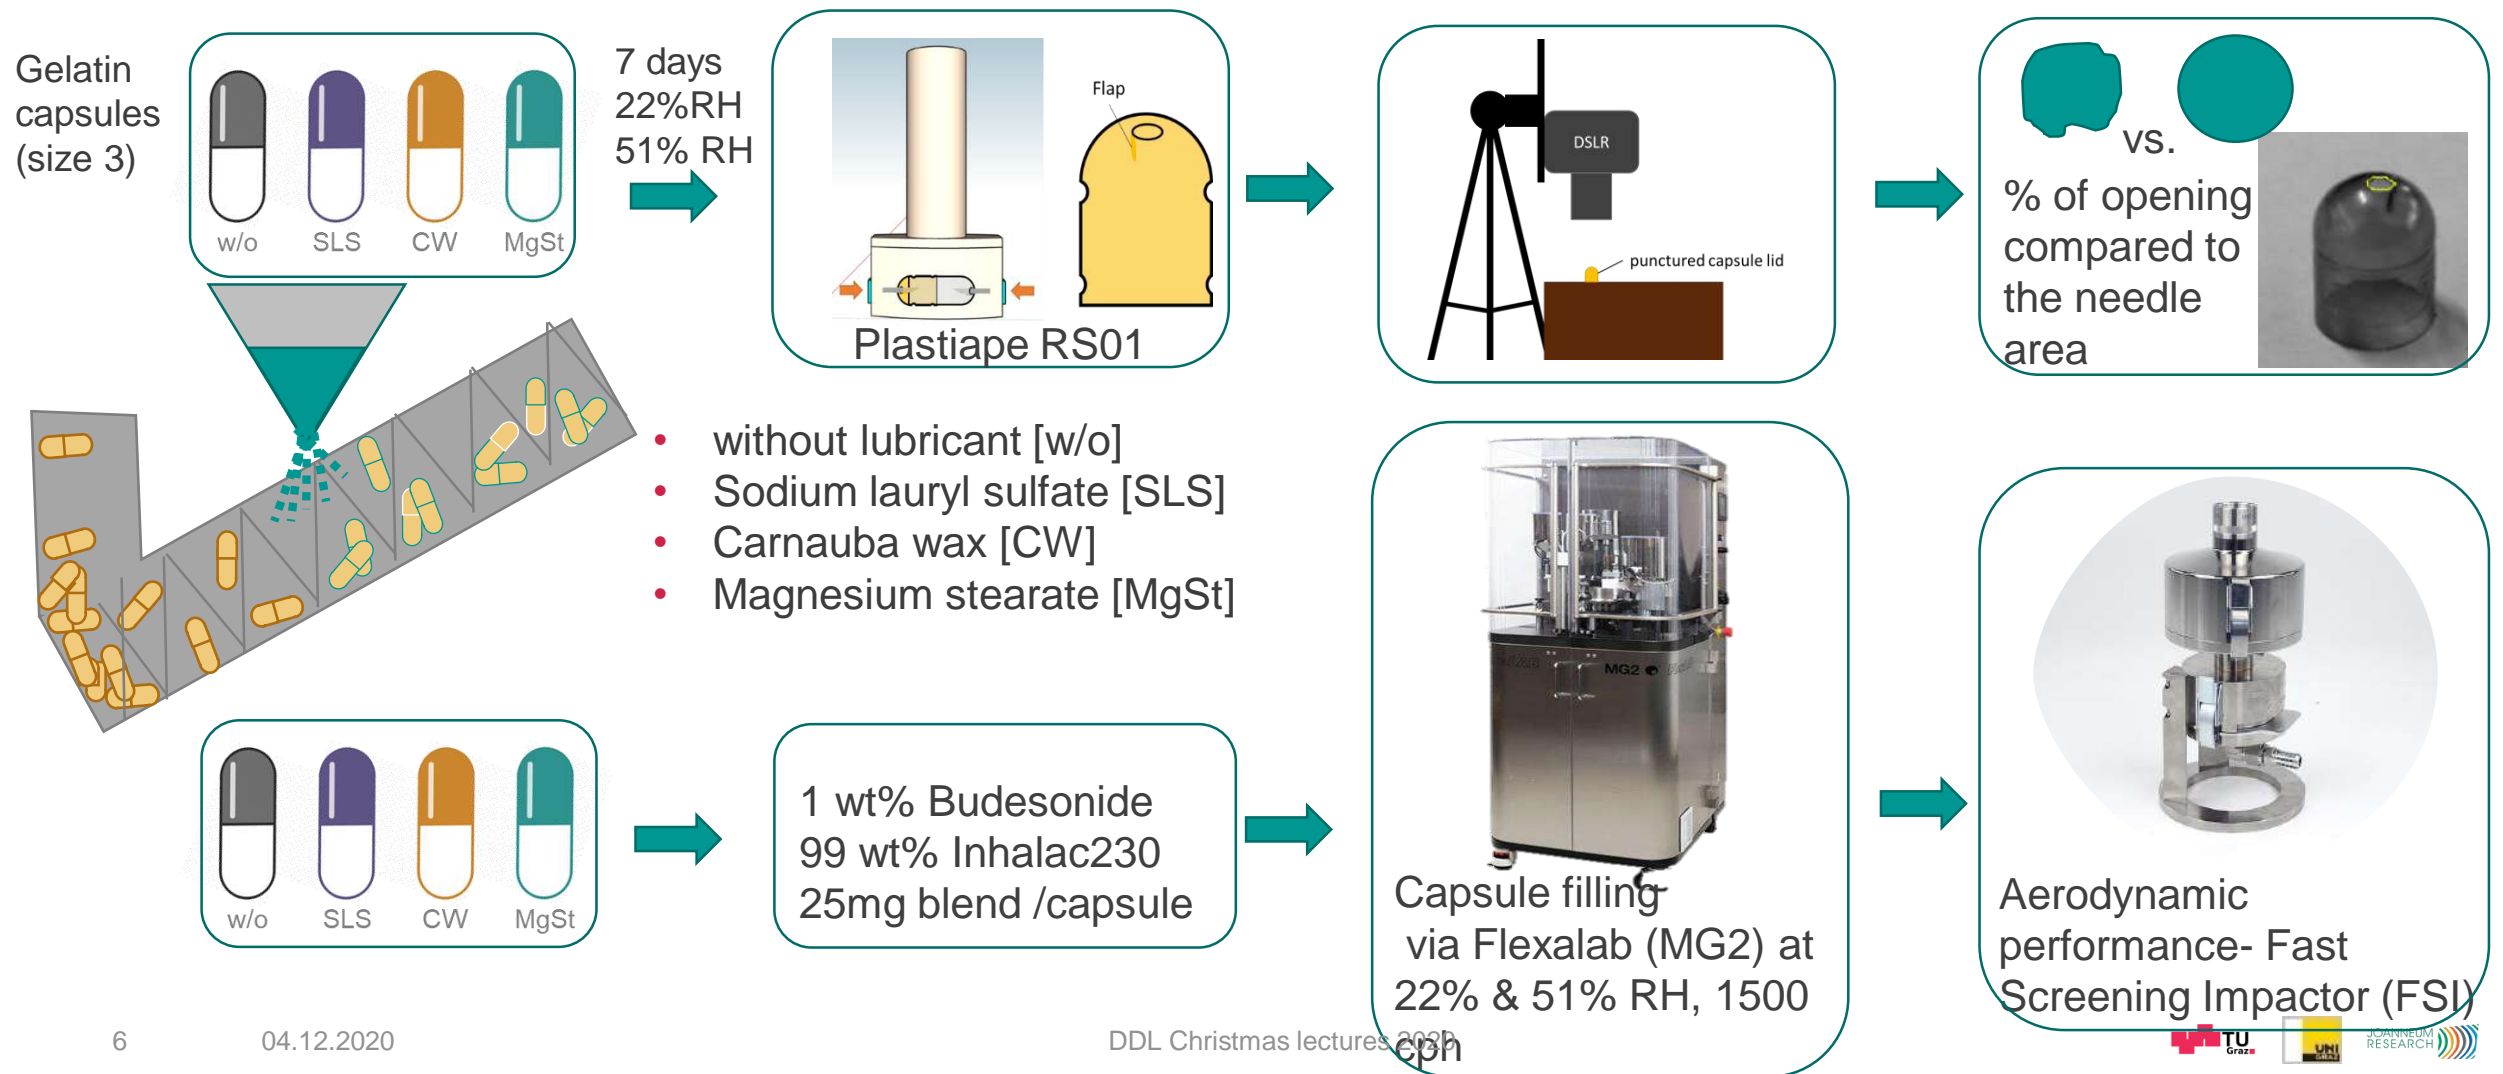 Gelatin
capsules
(size 3)
w/o SLS CW MgSt
7 days
22%RH
51% RH
Flap
Plastiape RS01
DSLR
punctured capsule lid
vs.
% of opening
compared to
the needle
area
• without lubricant [w/o]
• Sodium lauryl sulfate [SLS]
• Carnauba wax [CW]
• Magnesium stearate [MgSt]
w/o SLS CW MgSt
1 wt% Budesonide
99 wt% Inhalac230
25mg blend /capsule
MG2
Capsule filling
via Flexalab (MG2) at
22% & 51% RH, 1500
cph
Aerodynamic
performance- Fast
Screening Impactor (FSI)
6
04.12.2020
DDL Christmas lectures 2020
TU
Graz
UNI
GRAZ
JOANNEUM
RESEARCH